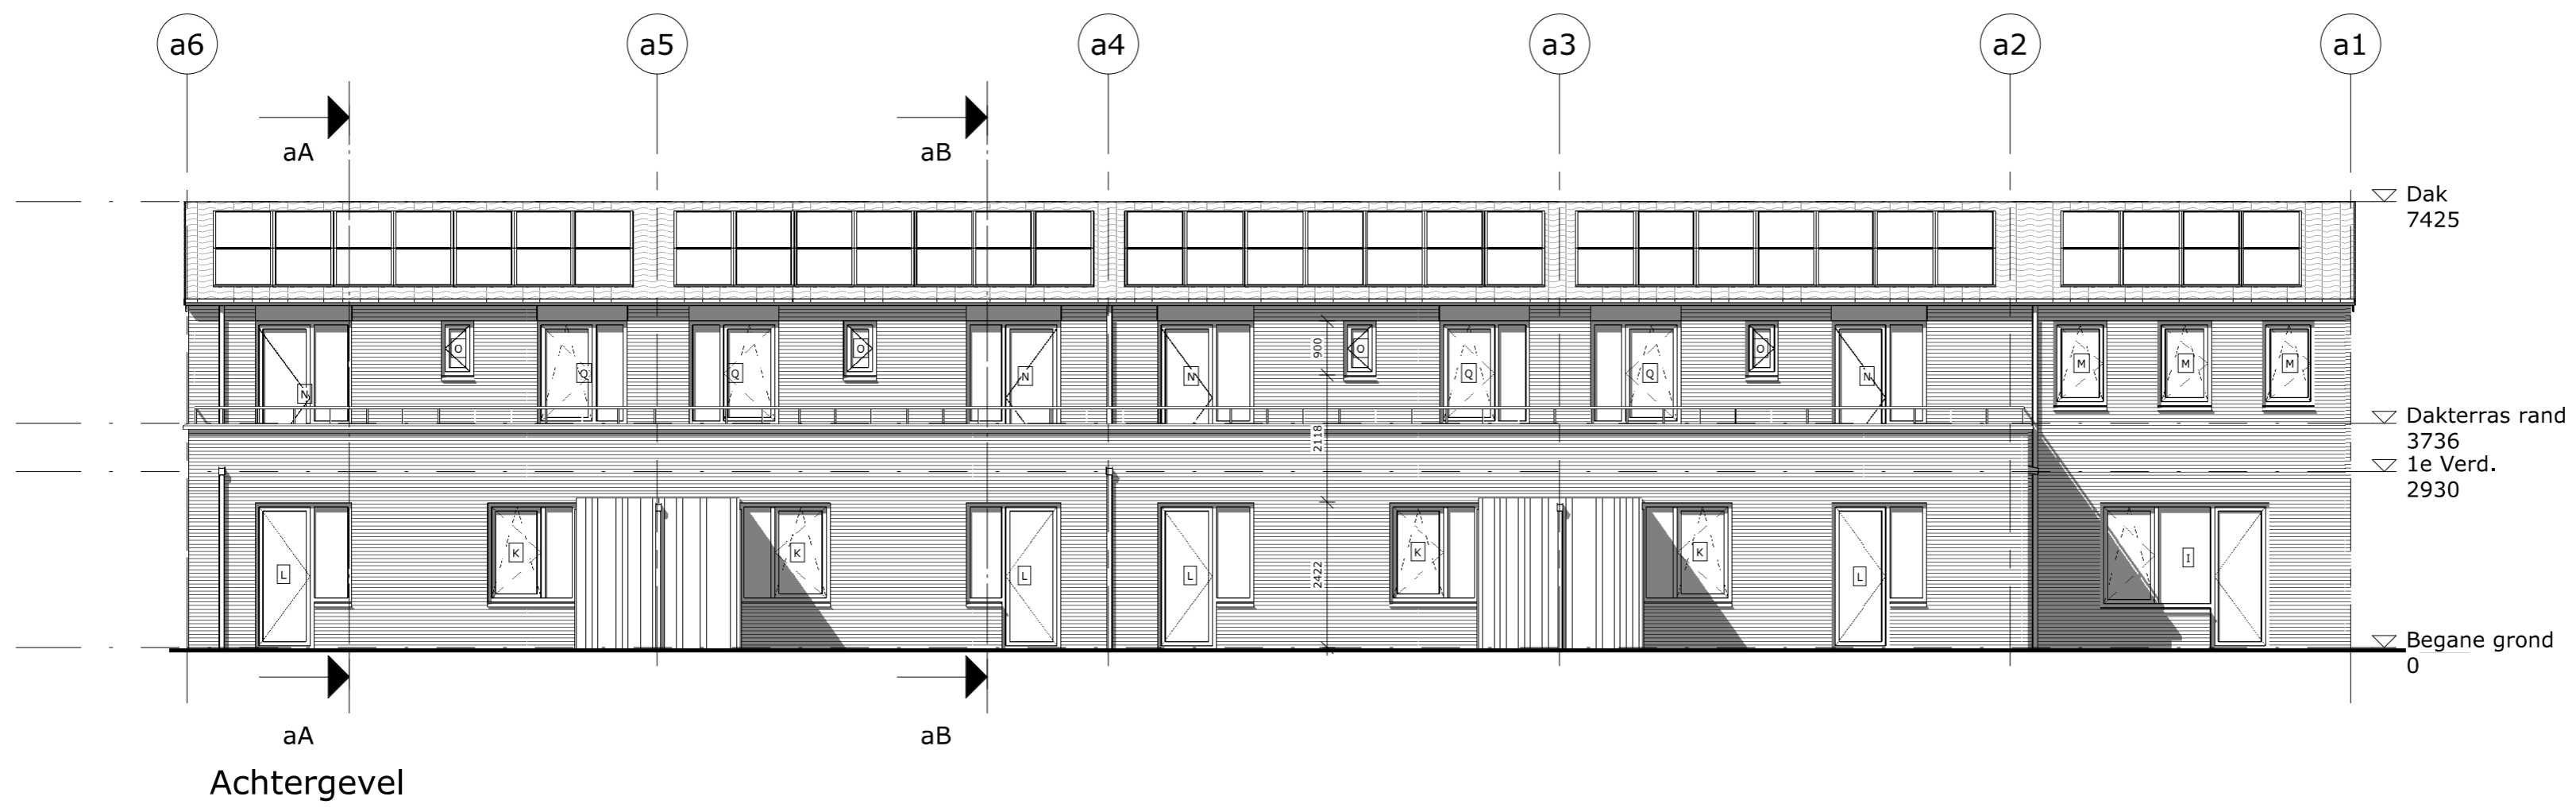 a6 a5 a4 a3 a2 a1
aA aB
Dak
7425
O O O O
M M M
900
Q Q Q Q
N N N N
N
Dakterras rand
3736
2118
1e Verd.
2930
K K K K
I
L L L L L
2422
Begane grond
0
aA aB
Achtergevel